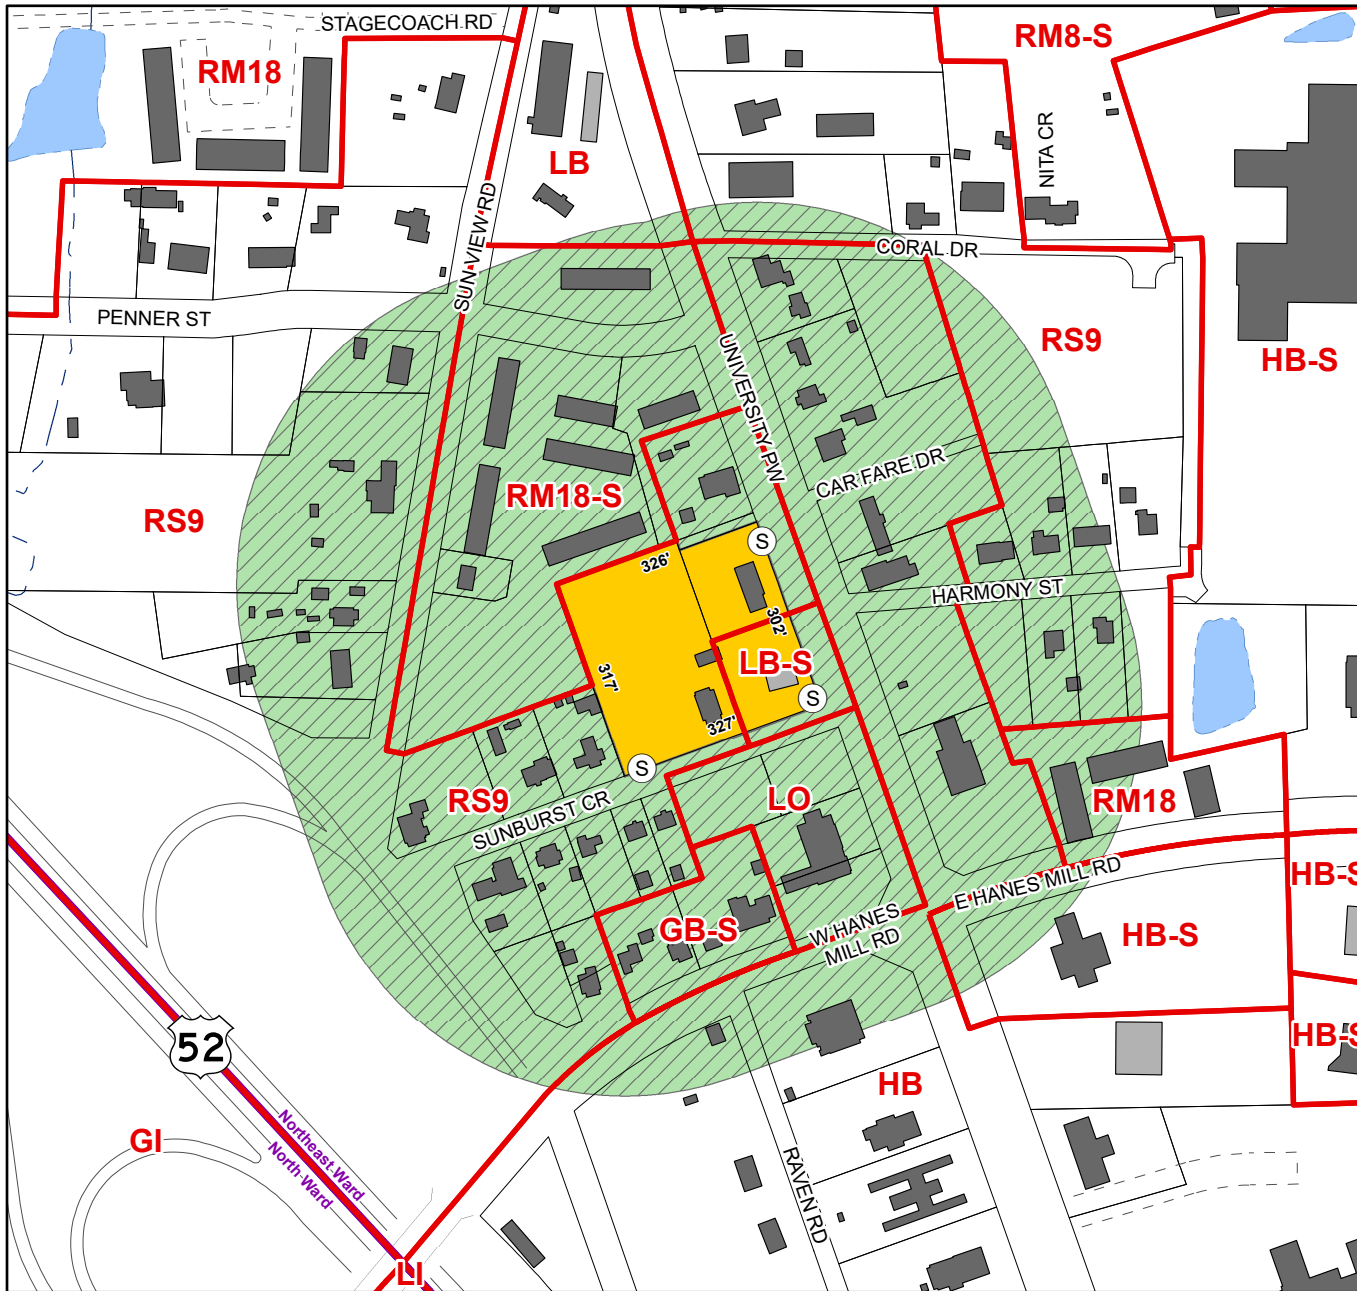 STAGECOACH RD
RM8-S
RM18
LB
NITA CR
SUN VIEW RD
CORAL DR
PENNER ST
UNIVERSITY PW
RS9
HB-S
CAR FARE DR
RM18-S
RS9
S
326'
HARMONY ST
302'
LB-S
317'
S
327'
S
RS9
LO
RM18
SUNBURST CR
E HANES MILL RD
HB-S
GB-S
W HANES
MILL RD
HB-S
52
HB-S
HB
GI
Northeast Ward
North Ward
RAVEN RD
LI